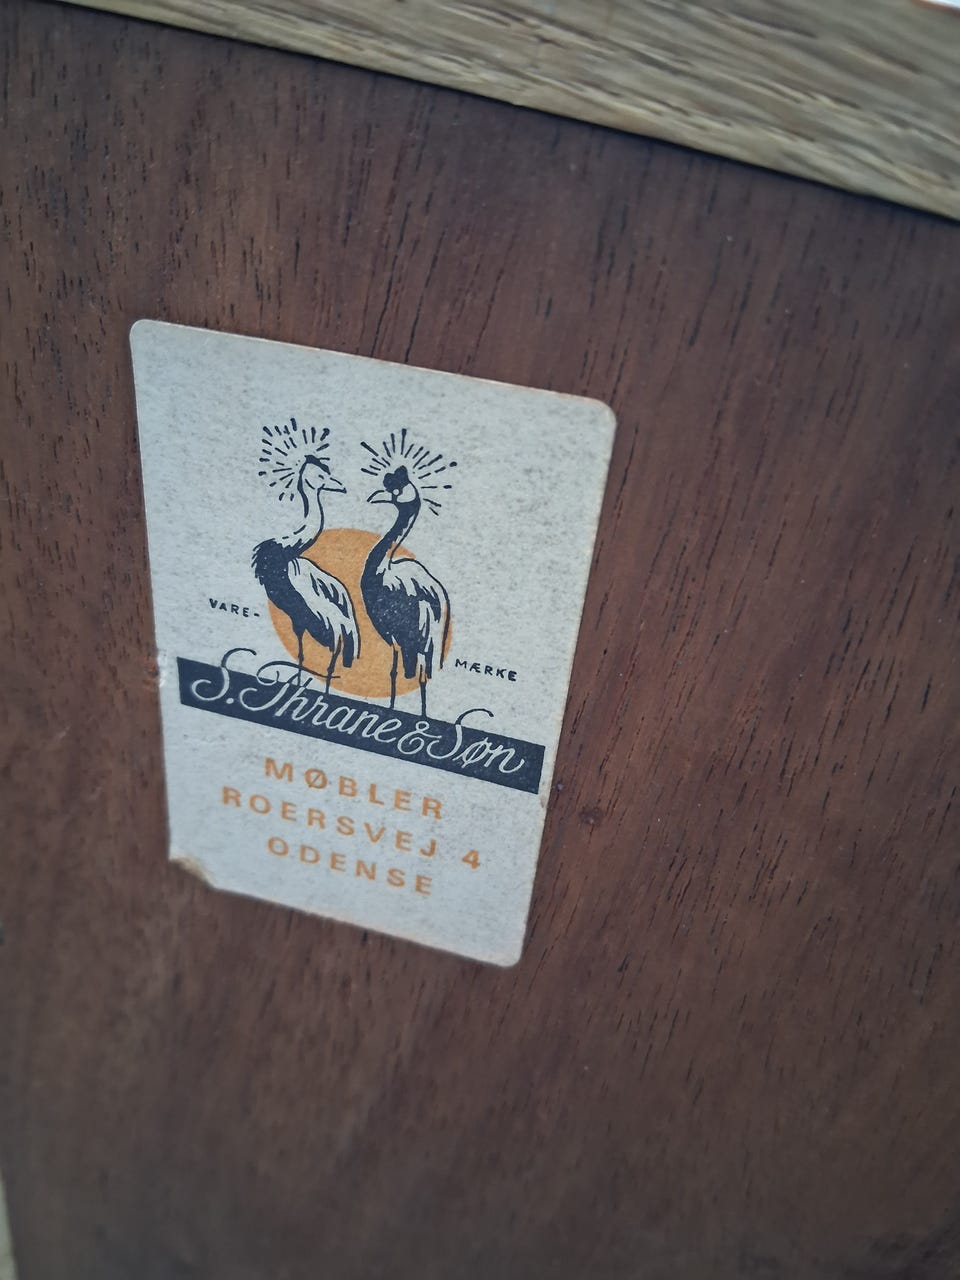 VARE-
MÆRKE
S. Thrane & Søn
MØBLER
ROERSVEJ 4
ODENSE